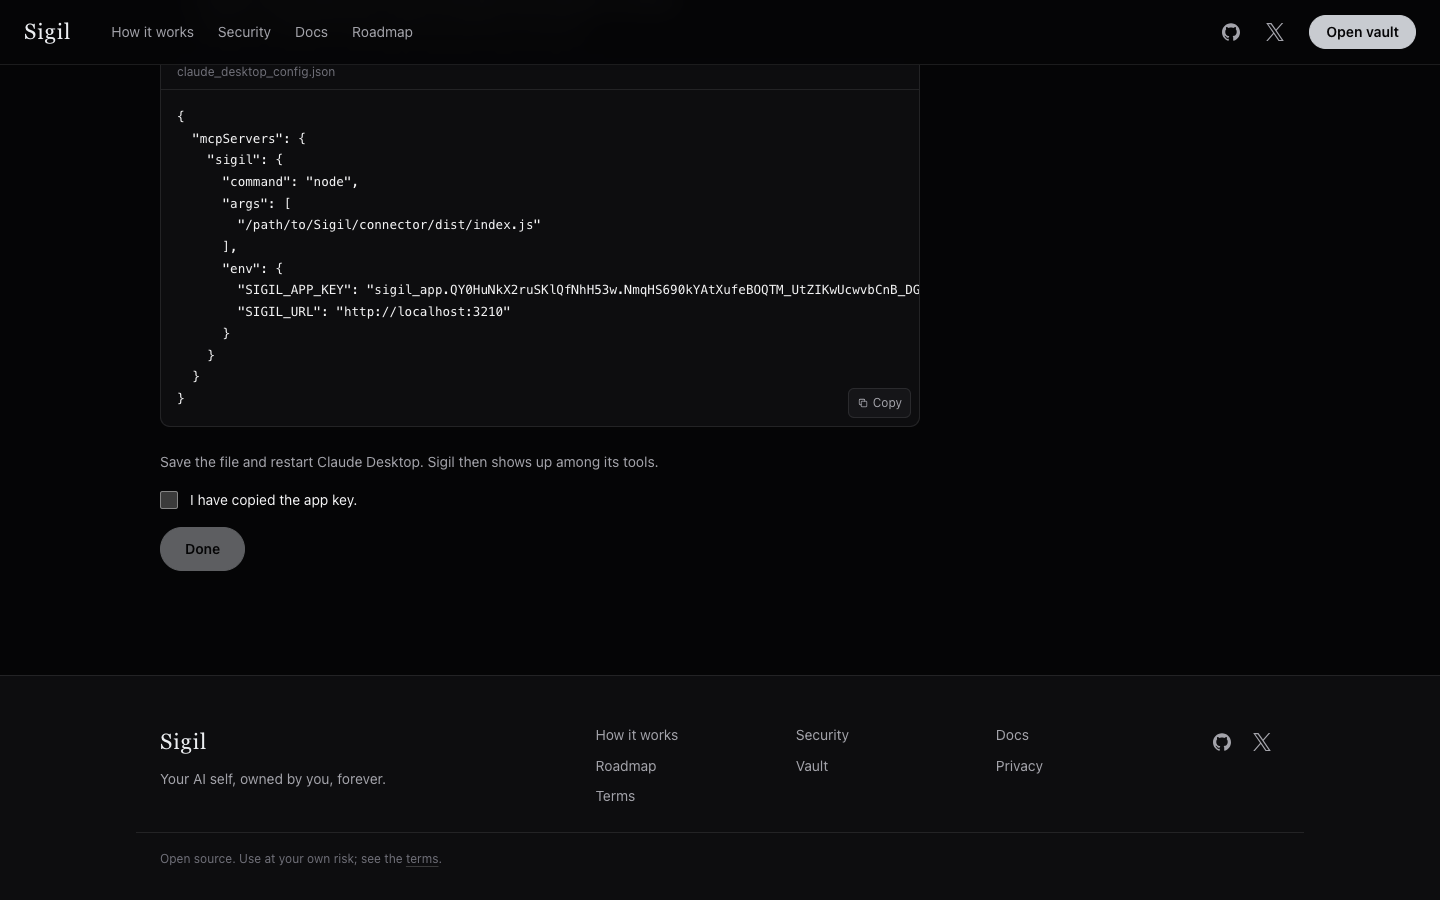 Sigil How it works Security Docs Roadmap Open vault
claude_desktop_config.json
{
"mcpServers": {
"sigil": {
"command": "node",
"args": [
"/path/to/Sigil/connector/dist/index.js"
],
"env": {
"SIGIL_APP_KEY": "sigil_app.QY0HuNkX2ruSKlQfNhH53w.NmqHS690kYAtXufeBOQTM_UtZIKwUcwvbCnB_DG
"SIGIL_URL": "http://localhost:3210"
}
}
}
}
Copy
Save the file and restart Claude Desktop. Sigil then shows up among its tools.
I have copied the app key.
Done
Sigil
Your AI self, owned by you, forever.
How it works Security Docs
Roadmap Vault Privacy
Terms
Open source. Use at your own risk; see the terms.